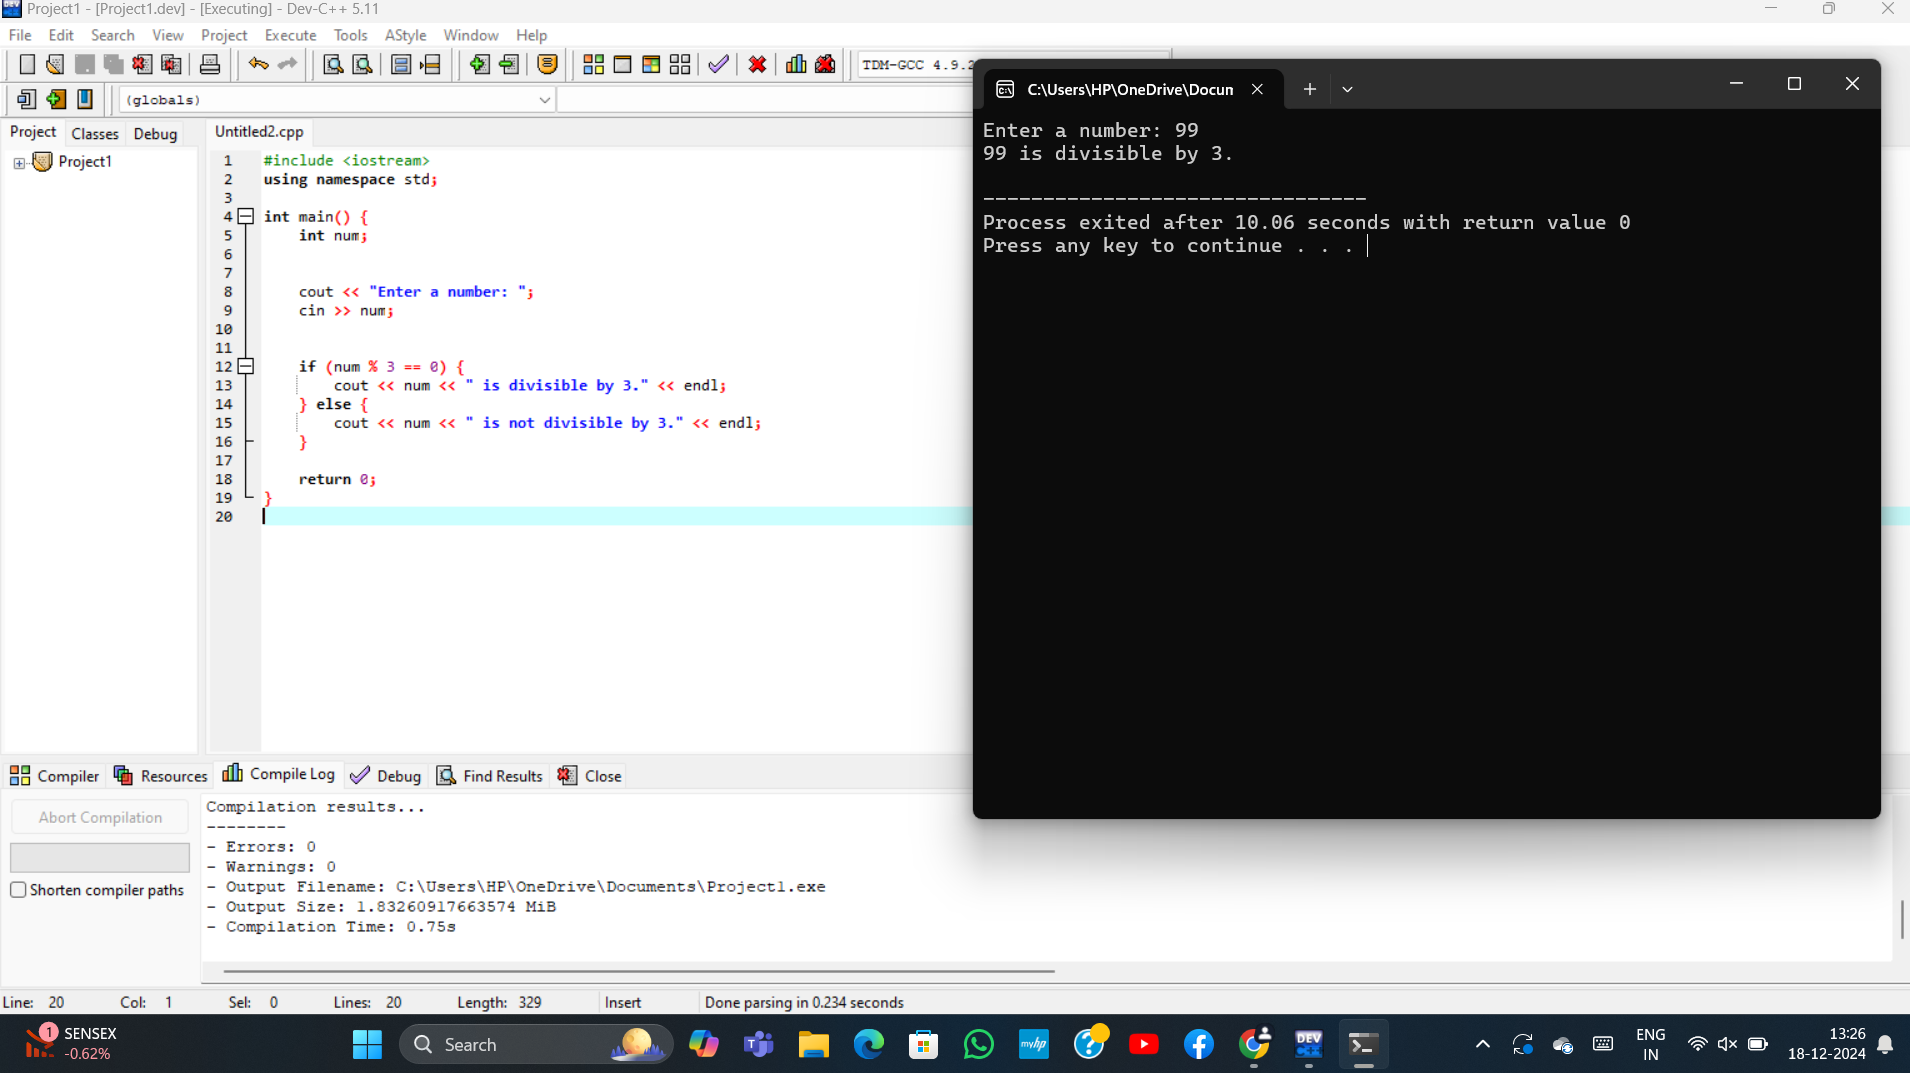 Project1 - [Project1.dev] - [Executing] - Dev-C++ 5.11
File Edit Search View Project Execute Tools AStyle Window Help
TDM-GCC 4.9.2
(globals)
Project Classes Debug
Project1
Untitled2.cpp
1 #include <iostream>
2 using namespace std;
3
4 int main() {
5 int num;
6
7
8 cout << "Enter a number: ";
9 cin >> num;
10
11
12 if (num % 3 == 0) {
13 cout << num << " is divisible by 3." << endl;
14 } else {
15 cout << num << " is not divisible by 3." << endl;
16 }
17
18 return 0;
19 }
20
C:\Users\HP\OneDrive\Docun
Enter a number: 99
99 is divisible by 3.
--------------------------------
Process exited after 10.06 seconds with return value 0
Press any key to continue . . .
Compiler Resources Compile Log Debug Find Results Close
Abort Compilation
Shorten compiler paths
Compilation results...
--------
- Errors: 0
- Warnings: 0
- Output Filename: C:\Users\HP\OneDrive\Documents\Project1.exe
- Output Size: 1.83260917663574 MiB
- Compilation Time: 0.75s
Line: 20 Col: 1 Sel: 0 Lines: 20 Length: 329 Insert Done parsing in 0.234 seconds
1
SENSEX
-0.62%
Search
myhp
DEV
ENG
IN
13:26
18-12-2024